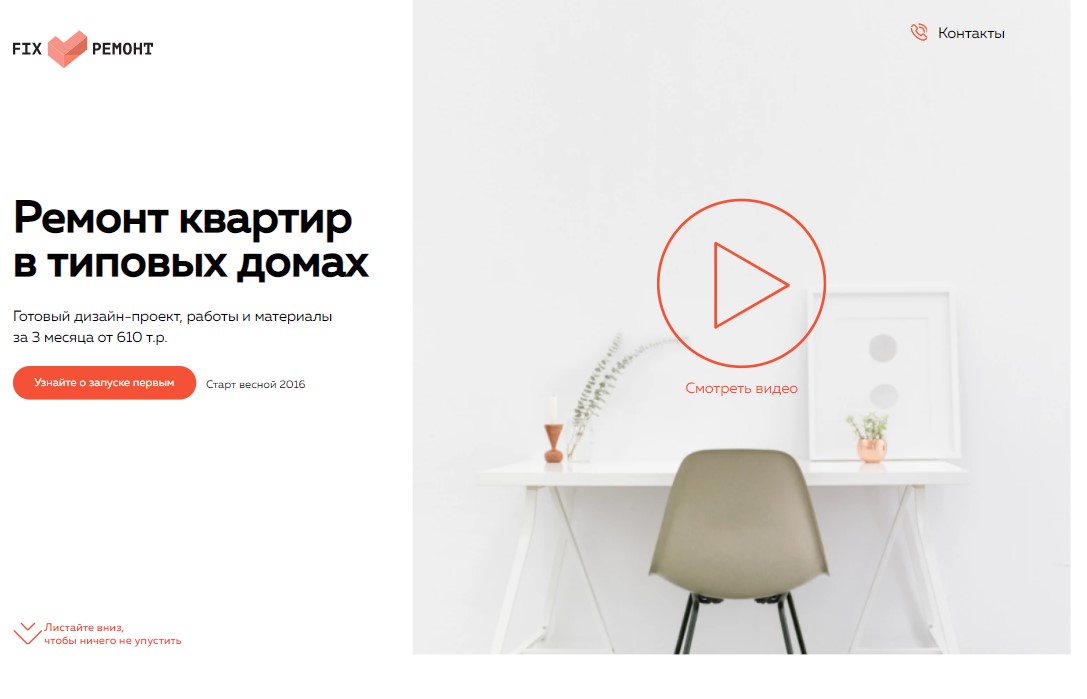 FIX РЕМОНТ
Контакты
Ремонт квартир
в типовых домах
Готовый дизайн-проект, работы и материалы
за 3 месяца от 610 т.р.
Узнайте о запуске первым
Старт весной 2016
Смотреть видео
Листайте вниз,
чтобы ничего не упустить